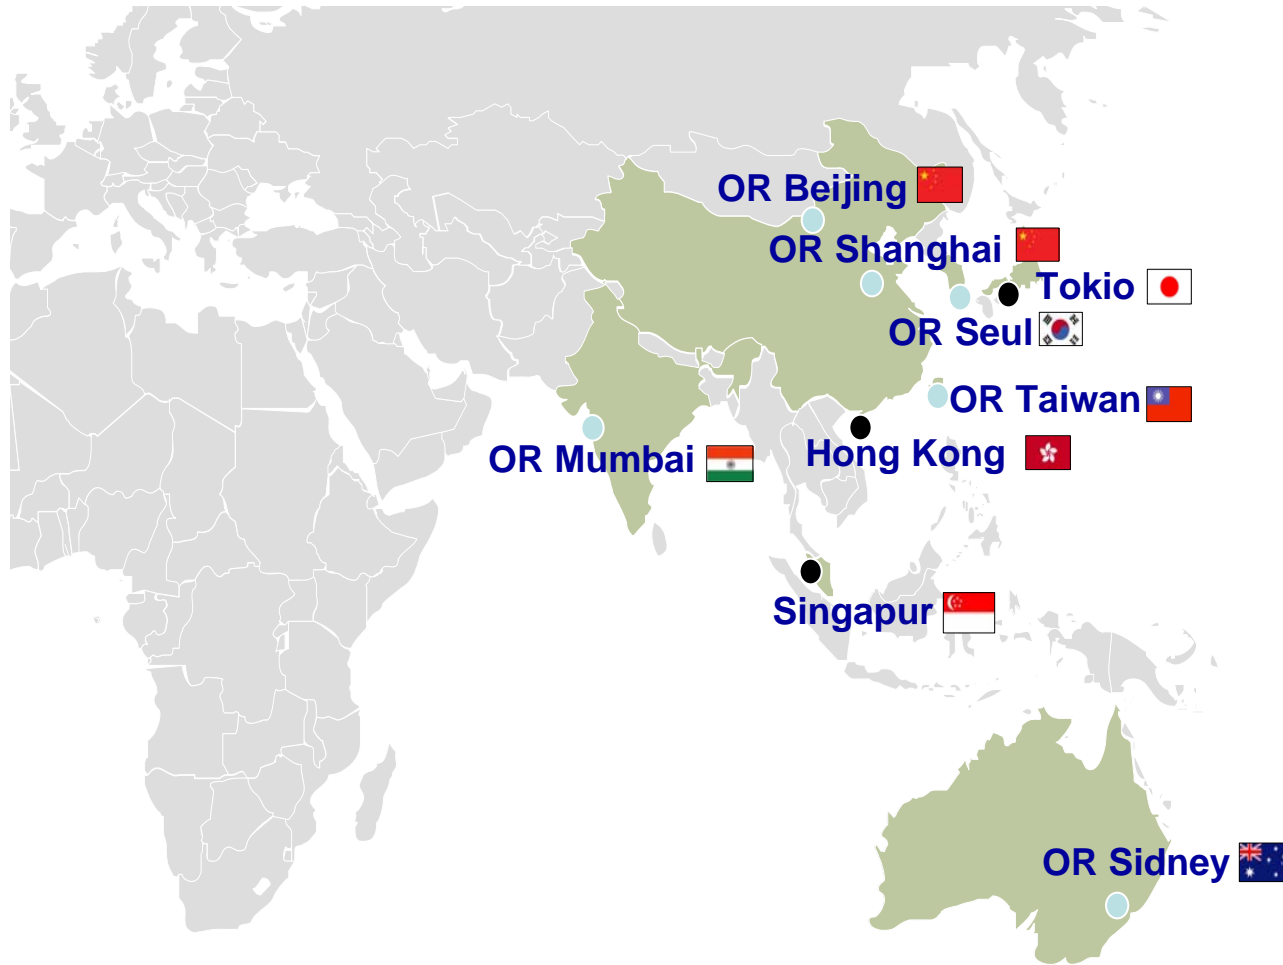 OR Beijing
OR Shanghai
Tokio
OR Seul
OR Taiwan
Hong Kong
OR Mumbai
Singapur
OR Sidney